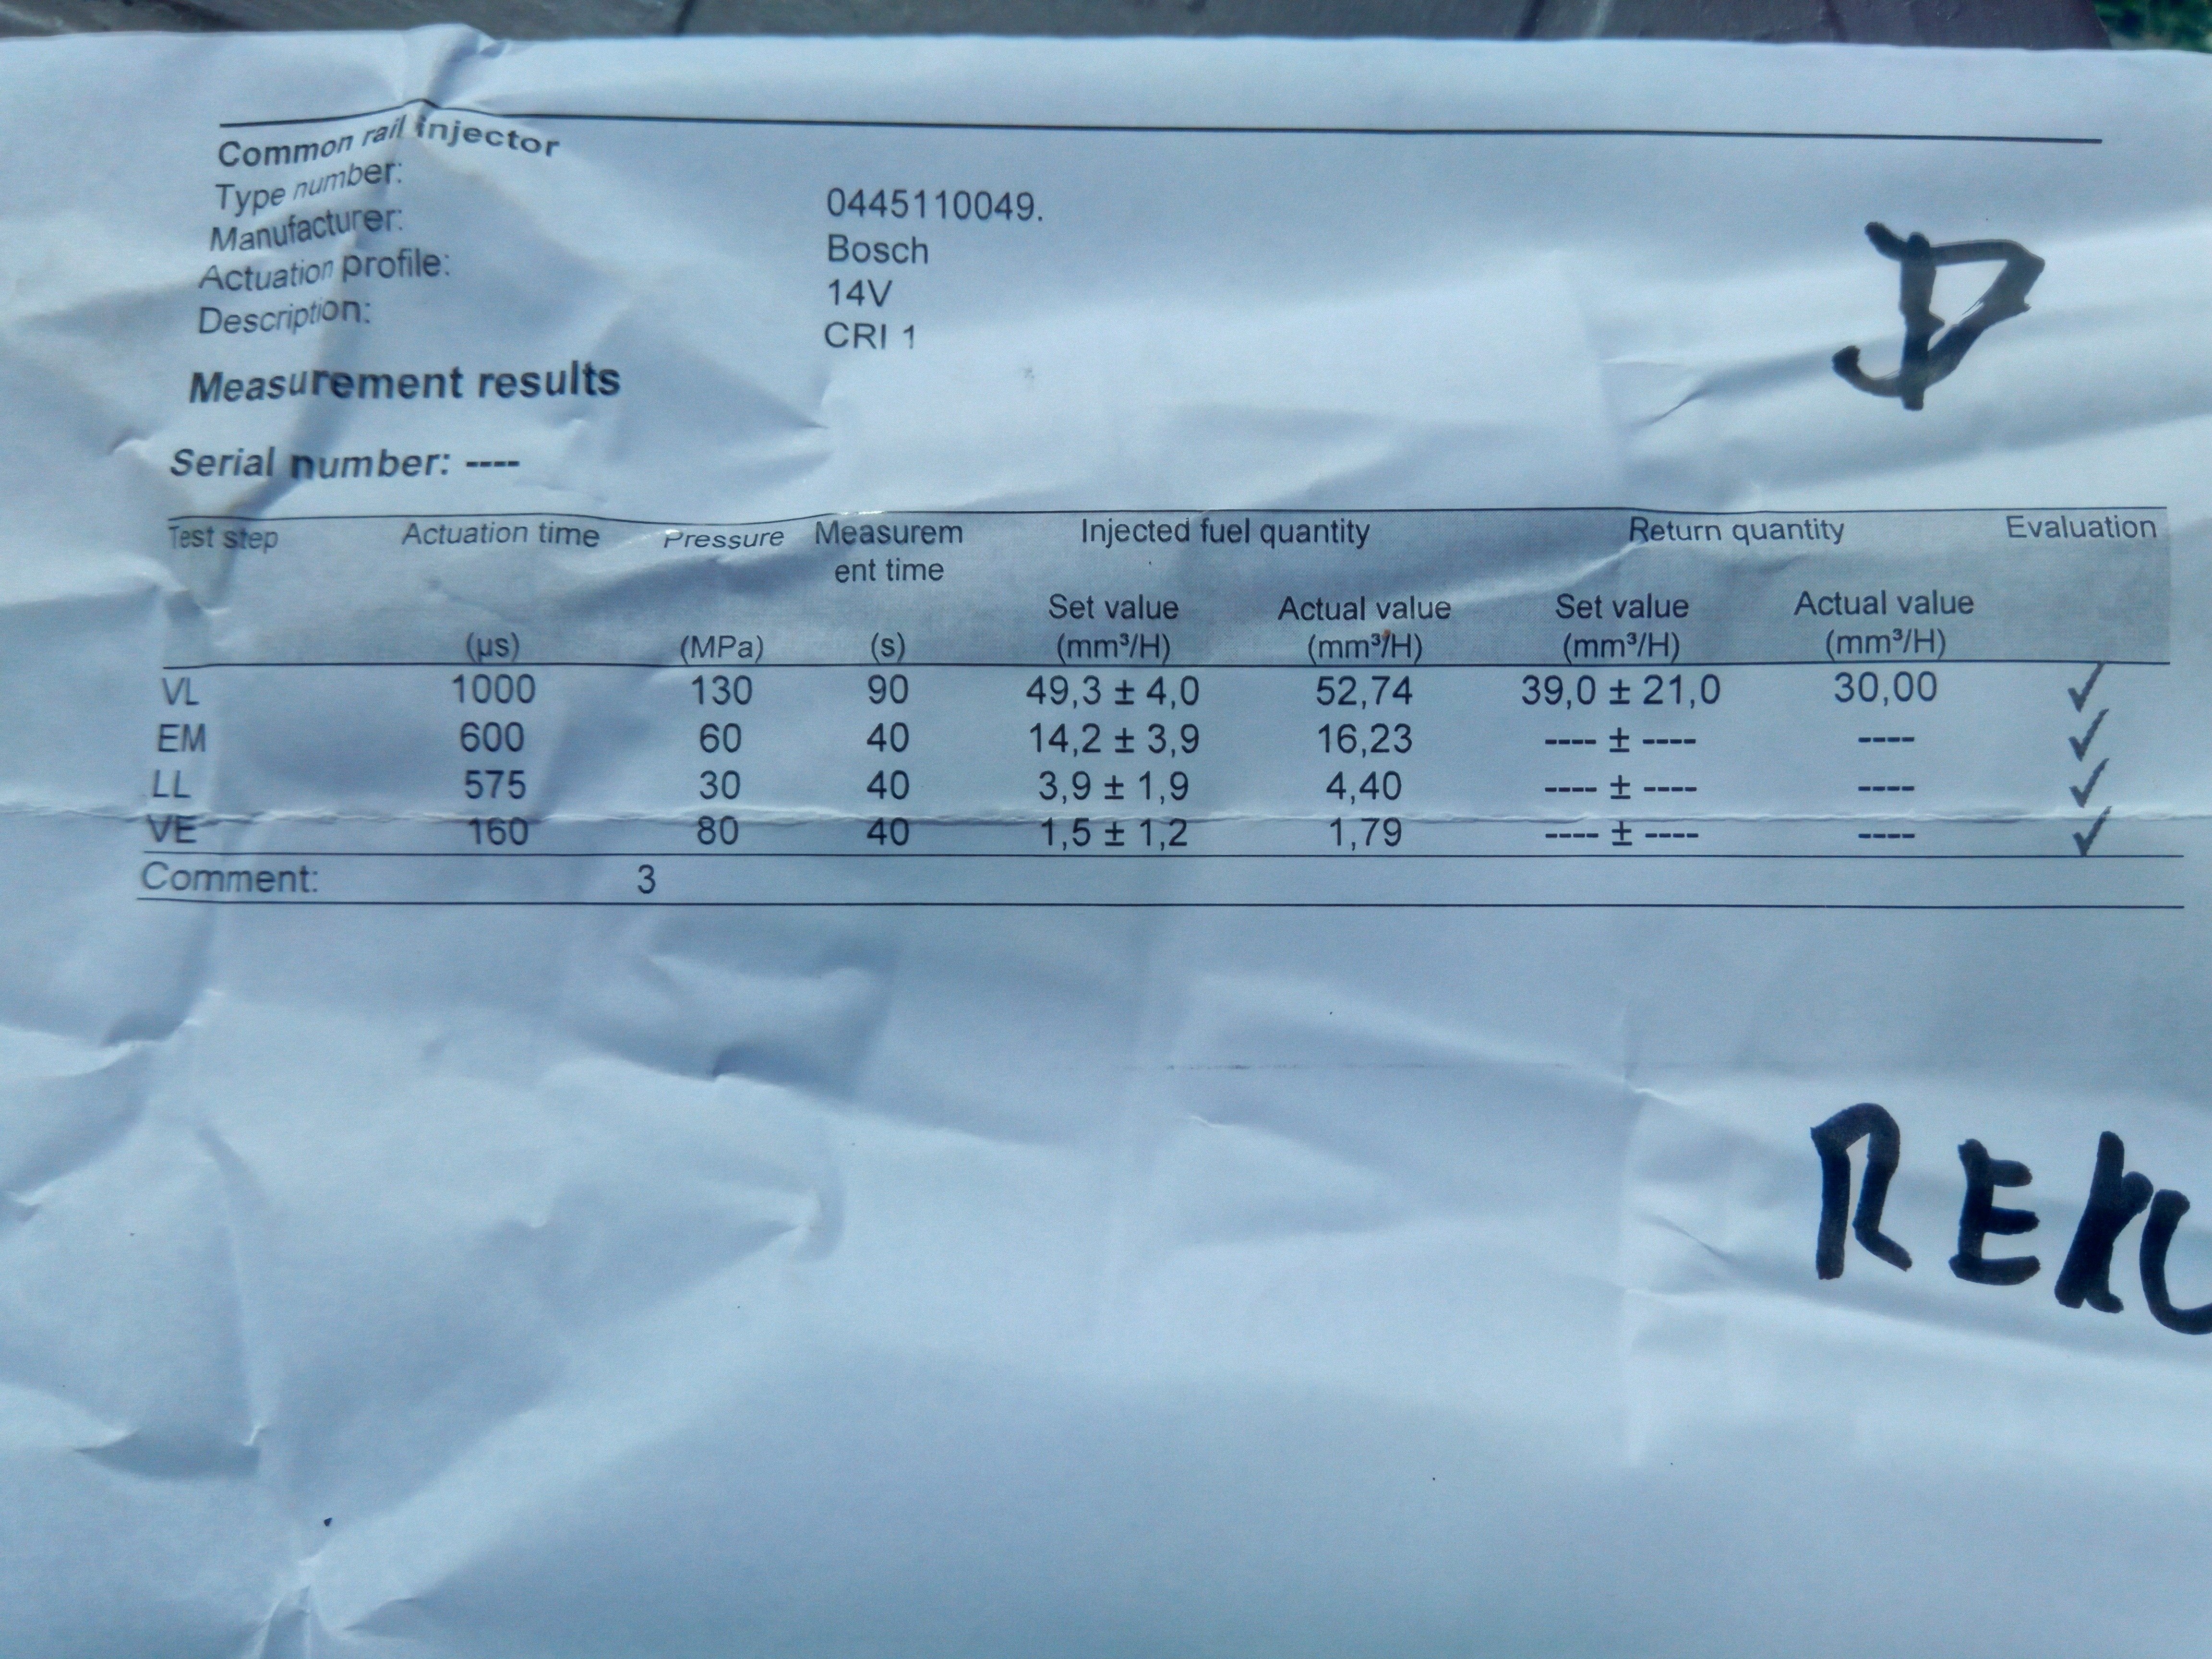 Common rail injector
Type number: 0445110049.
Manufacturer: Bosch
Actuation profile: 14V
Description: CRI 1
D
Measurement results
Serial number: ----
Test step Actuation time Pressure Measurem Injected fuel quantity Return quantity Evaluation
ent time
Set value Actual value Set value Actual value
(µs) (MPa) (s) (mm³/H) (mm³/H) (mm³/H) (mm³/H)
VL 1000 130 90 49,3 ± 4,0 52,74 39,0 ± 21,0 30,00 ✓
EM 600 60 40 14,2 ± 3,9 16,23 ---- ± ---- ---- ✓
LL 575 30 40 3,9 ± 1,9 4,40 ---- ± ---- ---- ✓
VE 160 80 40 1,5 ± 1,2 1,79 ---- ± ---- ---- ✓
Comment: 3